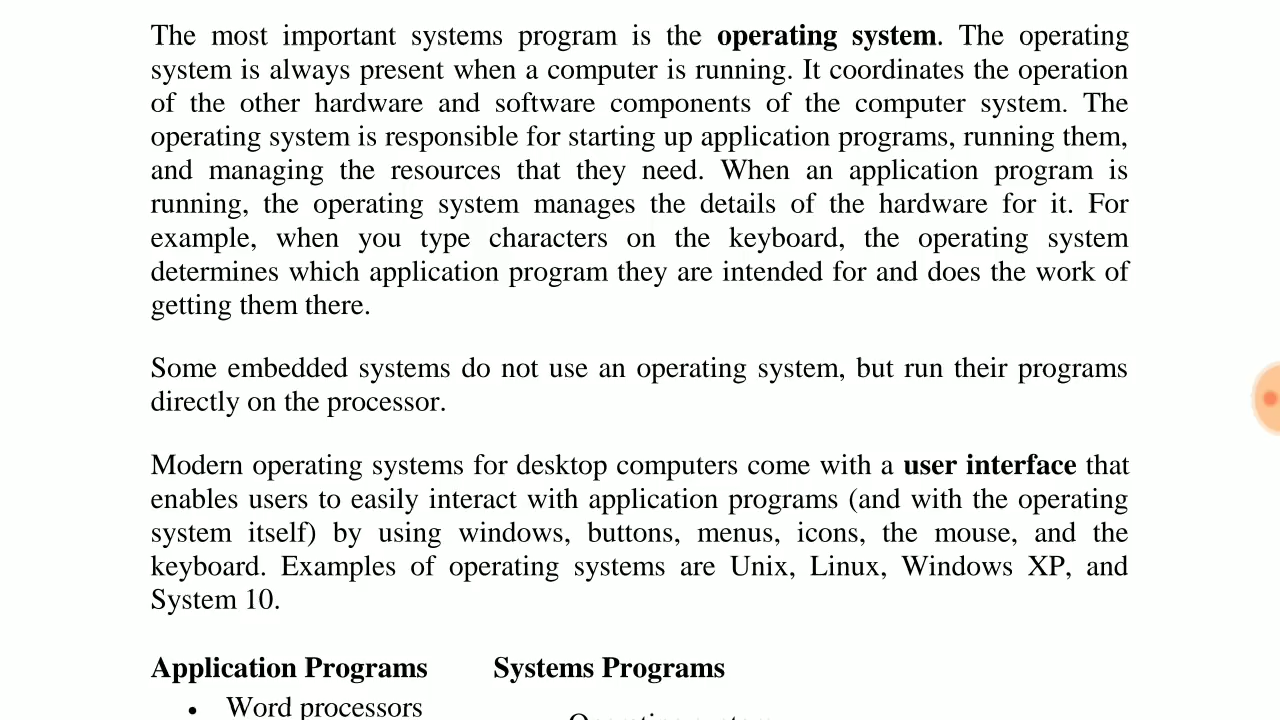 The most important systems program is the operating system. The operating
system is always present when a computer is running. It coordinates the operation
of the other hardware and software components of the computer system. The
operating system is responsible for starting up application programs, running them,
and managing the resources that they need. When an application program is
running, the operating system manages the details of the hardware for it. For
example, when you type characters on the keyboard, the operating system
determines which application program they are intended for and does the work of
getting them there.
Some embedded systems do not use an operating system, but run their programs
directly on the processor.
Modern operating systems for desktop computers come with a user interface that
enables users to easily interact with application programs (and with the operating
system itself) by using windows, buttons, menus, icons, the mouse, and the
keyboard. Examples of operating systems are Unix, Linux, Windows XP, and
System 10.
Application Programs Systems Programs
• Word processors